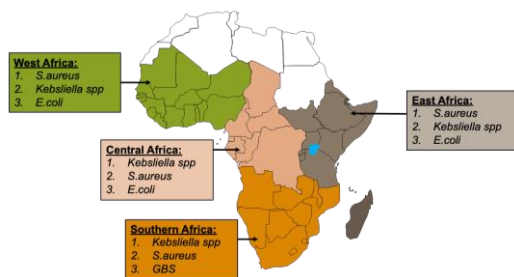 West Africa:
1. S.aureus
2. Kebsliella spp
3. E.coli
East Africa:
1. S.aureus
2. Kebsliella spp
3. E.coli
Central Africa:
1. Kebsliella spp
2. S.aureus
3. E.coli
Southern Africa:
1. Kebsliella spp
2. S.aureus
3. GBS